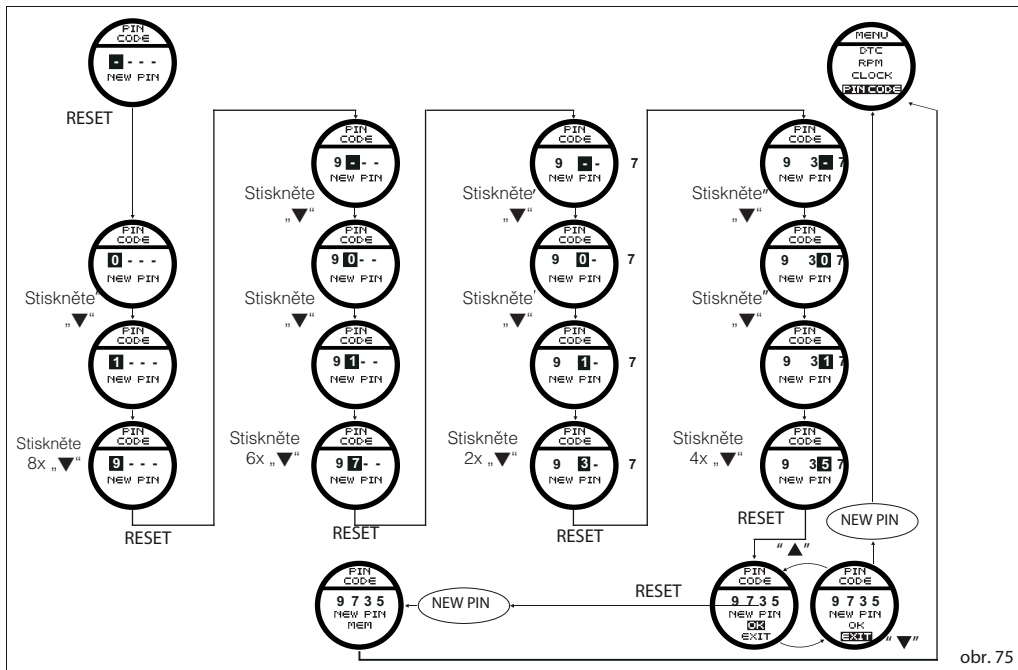 PIN
CODE
- - - -
NEW PIN
RESET
PIN
CODE
0 - - -
NEW PIN
Stiskněte'
„▼“
PIN
CODE
1 - - -
NEW PIN
Stiskněte
8x „▼“
PIN
CODE
9 - - -
NEW PIN
RESET
PIN
CODE
9 - - -
NEW PIN
Stiskněte
„▼“
PIN
CODE
9 0 - -
NEW PIN
Stiskněte
„▼“
PIN
CODE
9 1 - -
NEW PIN
Stiskněte
6x „▼“
PIN
CODE
9 7 - -
NEW PIN
RESET
PIN
CODE
9 - - 7
NEW PIN
Stiskněte'
„▼“
PIN
CODE
9 0 - 7
NEW PIN
Stiskněte'
„▼“
PIN
CODE
9 1 - 7
NEW PIN
Stiskněte
2x „▼“
PIN
CODE
9 3 - 7
NEW PIN
RESET
PIN
CODE
9 3 - 7
NEW PIN
Stiskněte"
„▼“
PIN
CODE
9 3 0 7
NEW PIN
Stiskněte"
„▼“
PIN
CODE
9 3 1 7
NEW PIN
Stiskněte
4x „▼“
PIN
CODE
9 3 5 7
NEW PIN
RESET
“ ▲”
PIN
CODE
9 7 3 5
NEW PIN
OK
EXIT
PIN
CODE
9 7 3 5
NEW PIN
OK
EXIT
“ ▼”
RESET
NEW PIN
PIN
CODE
9 7 3 5
NEW PIN
MEM
NEW PIN
MENU
DTC
RPM
CLOCK
PIN CODE
obr. 75